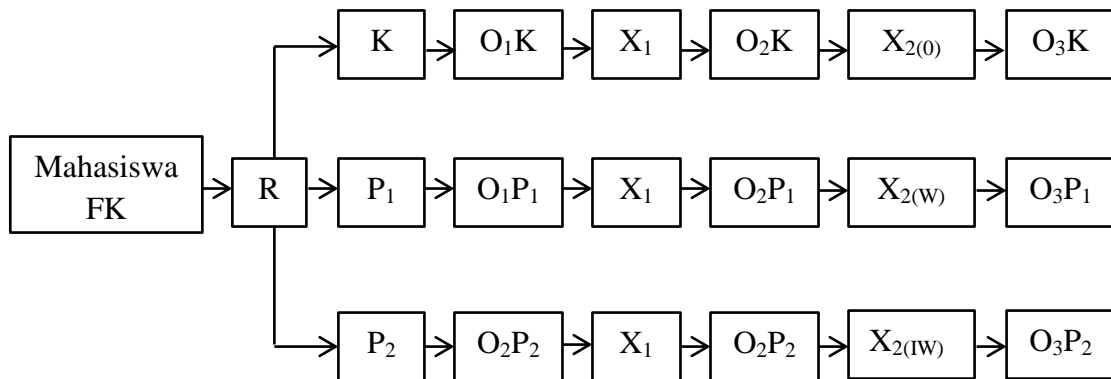 K O₁K X₁ O₂K X₂₍₀₎ O₃K
Mahasiswa
FK
R P₁ O₁P₁ X₁ O₂P₁ X₂₍W₎ O₃P₁
P₂ O₂P₂ X₁ O₂P₂ X₂₍IW₎ O₃P₂